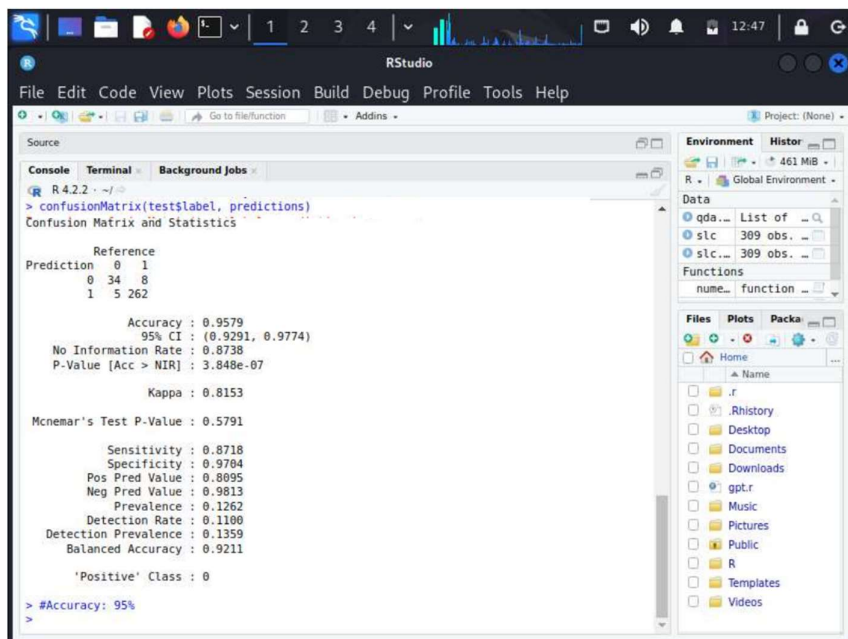 1 2 3 4 12:47
RStudio
File Edit Code View Plots Session Build Debug Profile Tools Help
Go to file/function Addins Project: (None)
Source
Console Terminal Background Jobs
R 4.2.2 · ~/
> confusionMatrix(test$label, predictions)
Confusion Matrix and Statistics
Reference
Prediction 0 1
0 34 8
1 5 262
Accuracy : 0.9579
95% CI : (0.9291, 0.9774)
No Information Rate : 0.8738
P-Value [Acc > NIR] : 3.848e-07
Kappa : 0.8153
Mcnemar's Test P-Value : 0.5791
Sensitivity : 0.8718
Specificity : 0.9704
Pos Pred Value : 0.8095
Neg Pred Value : 0.9813
Prevalence : 0.1262
Detection Rate : 0.1100
Detection Prevalence : 0.1359
Balanced Accuracy : 0.9211
'Positive' Class : 0
> #Accuracy: 95%
>
Environment Histor
461 MiB
R Global Environment
Data
qda... List of ...
slc 309 obs. ...
slc... 309 obs. ...
Functions
nume... function ...
Files Plots Packa
Home ...
Name
.r
.Rhistory
Desktop
Documents
Downloads
gpt.r
Music
Pictures
Public
R
Templates
Videos